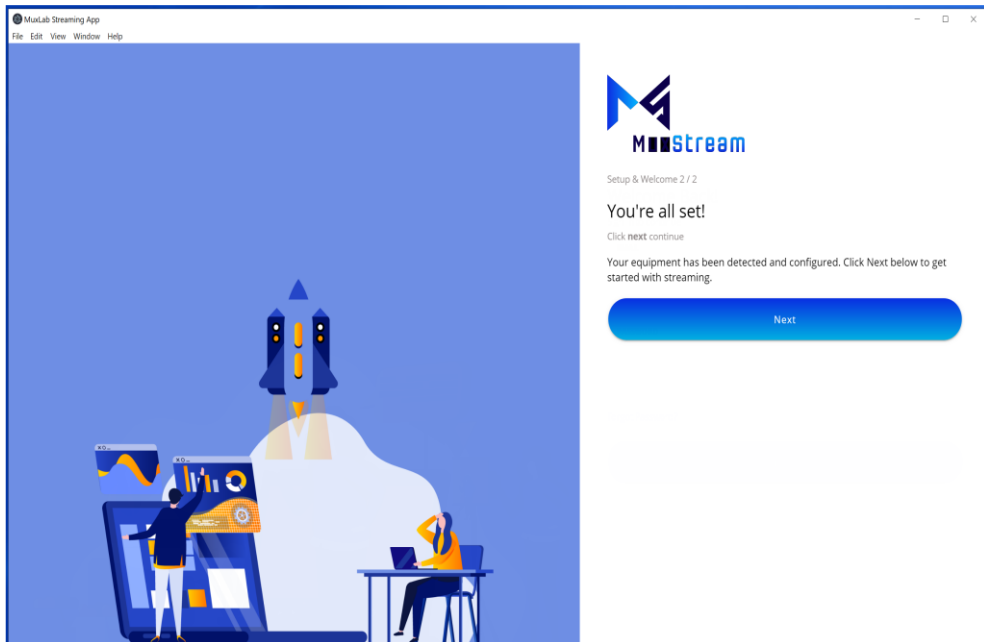 MuxLab Streaming App
File Edit View Window Help
Stream
Setup & Welcome 2 / 2
You're all set!
Click next continue
Your equipment has been detected and configured. Click Next below to get
started with streaming.
Next